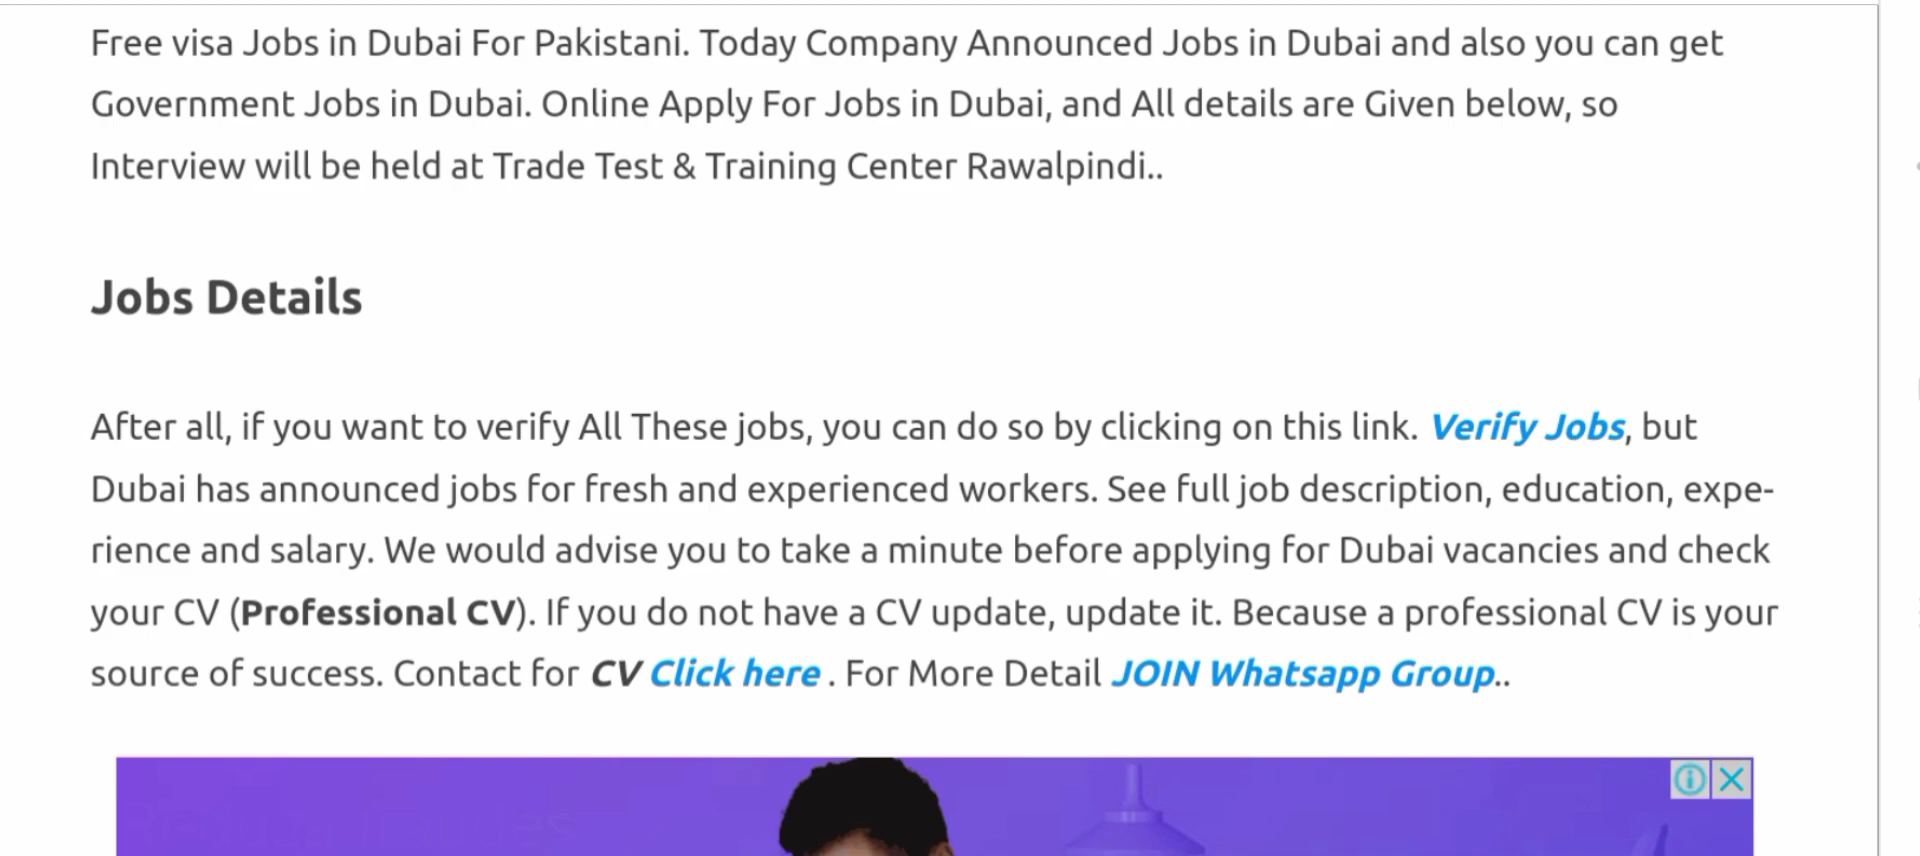 Free visa Jobs in Dubai For Pakistani. Today Company Announced Jobs in Dubai and also you can get
Government Jobs in Dubai. Online Apply For Jobs in Dubai, and All details are Given below, so
Interview will be held at Trade Test & Training Center Rawalpindi..
Jobs Details
After all, if you want to verify All These jobs, you can do so by clicking on this link. Verify Jobs, but
Dubai has announced jobs for fresh and experienced workers. See full job description, education, expe-
rience and salary. We would advise you to take a minute before applying for Dubai vacancies and check
your CV (Professional CV). If you do not have a CV update, update it. Because a professional CV is your
source of success. Contact for CV Click here . For More Detail JOIN Whatsapp Group..